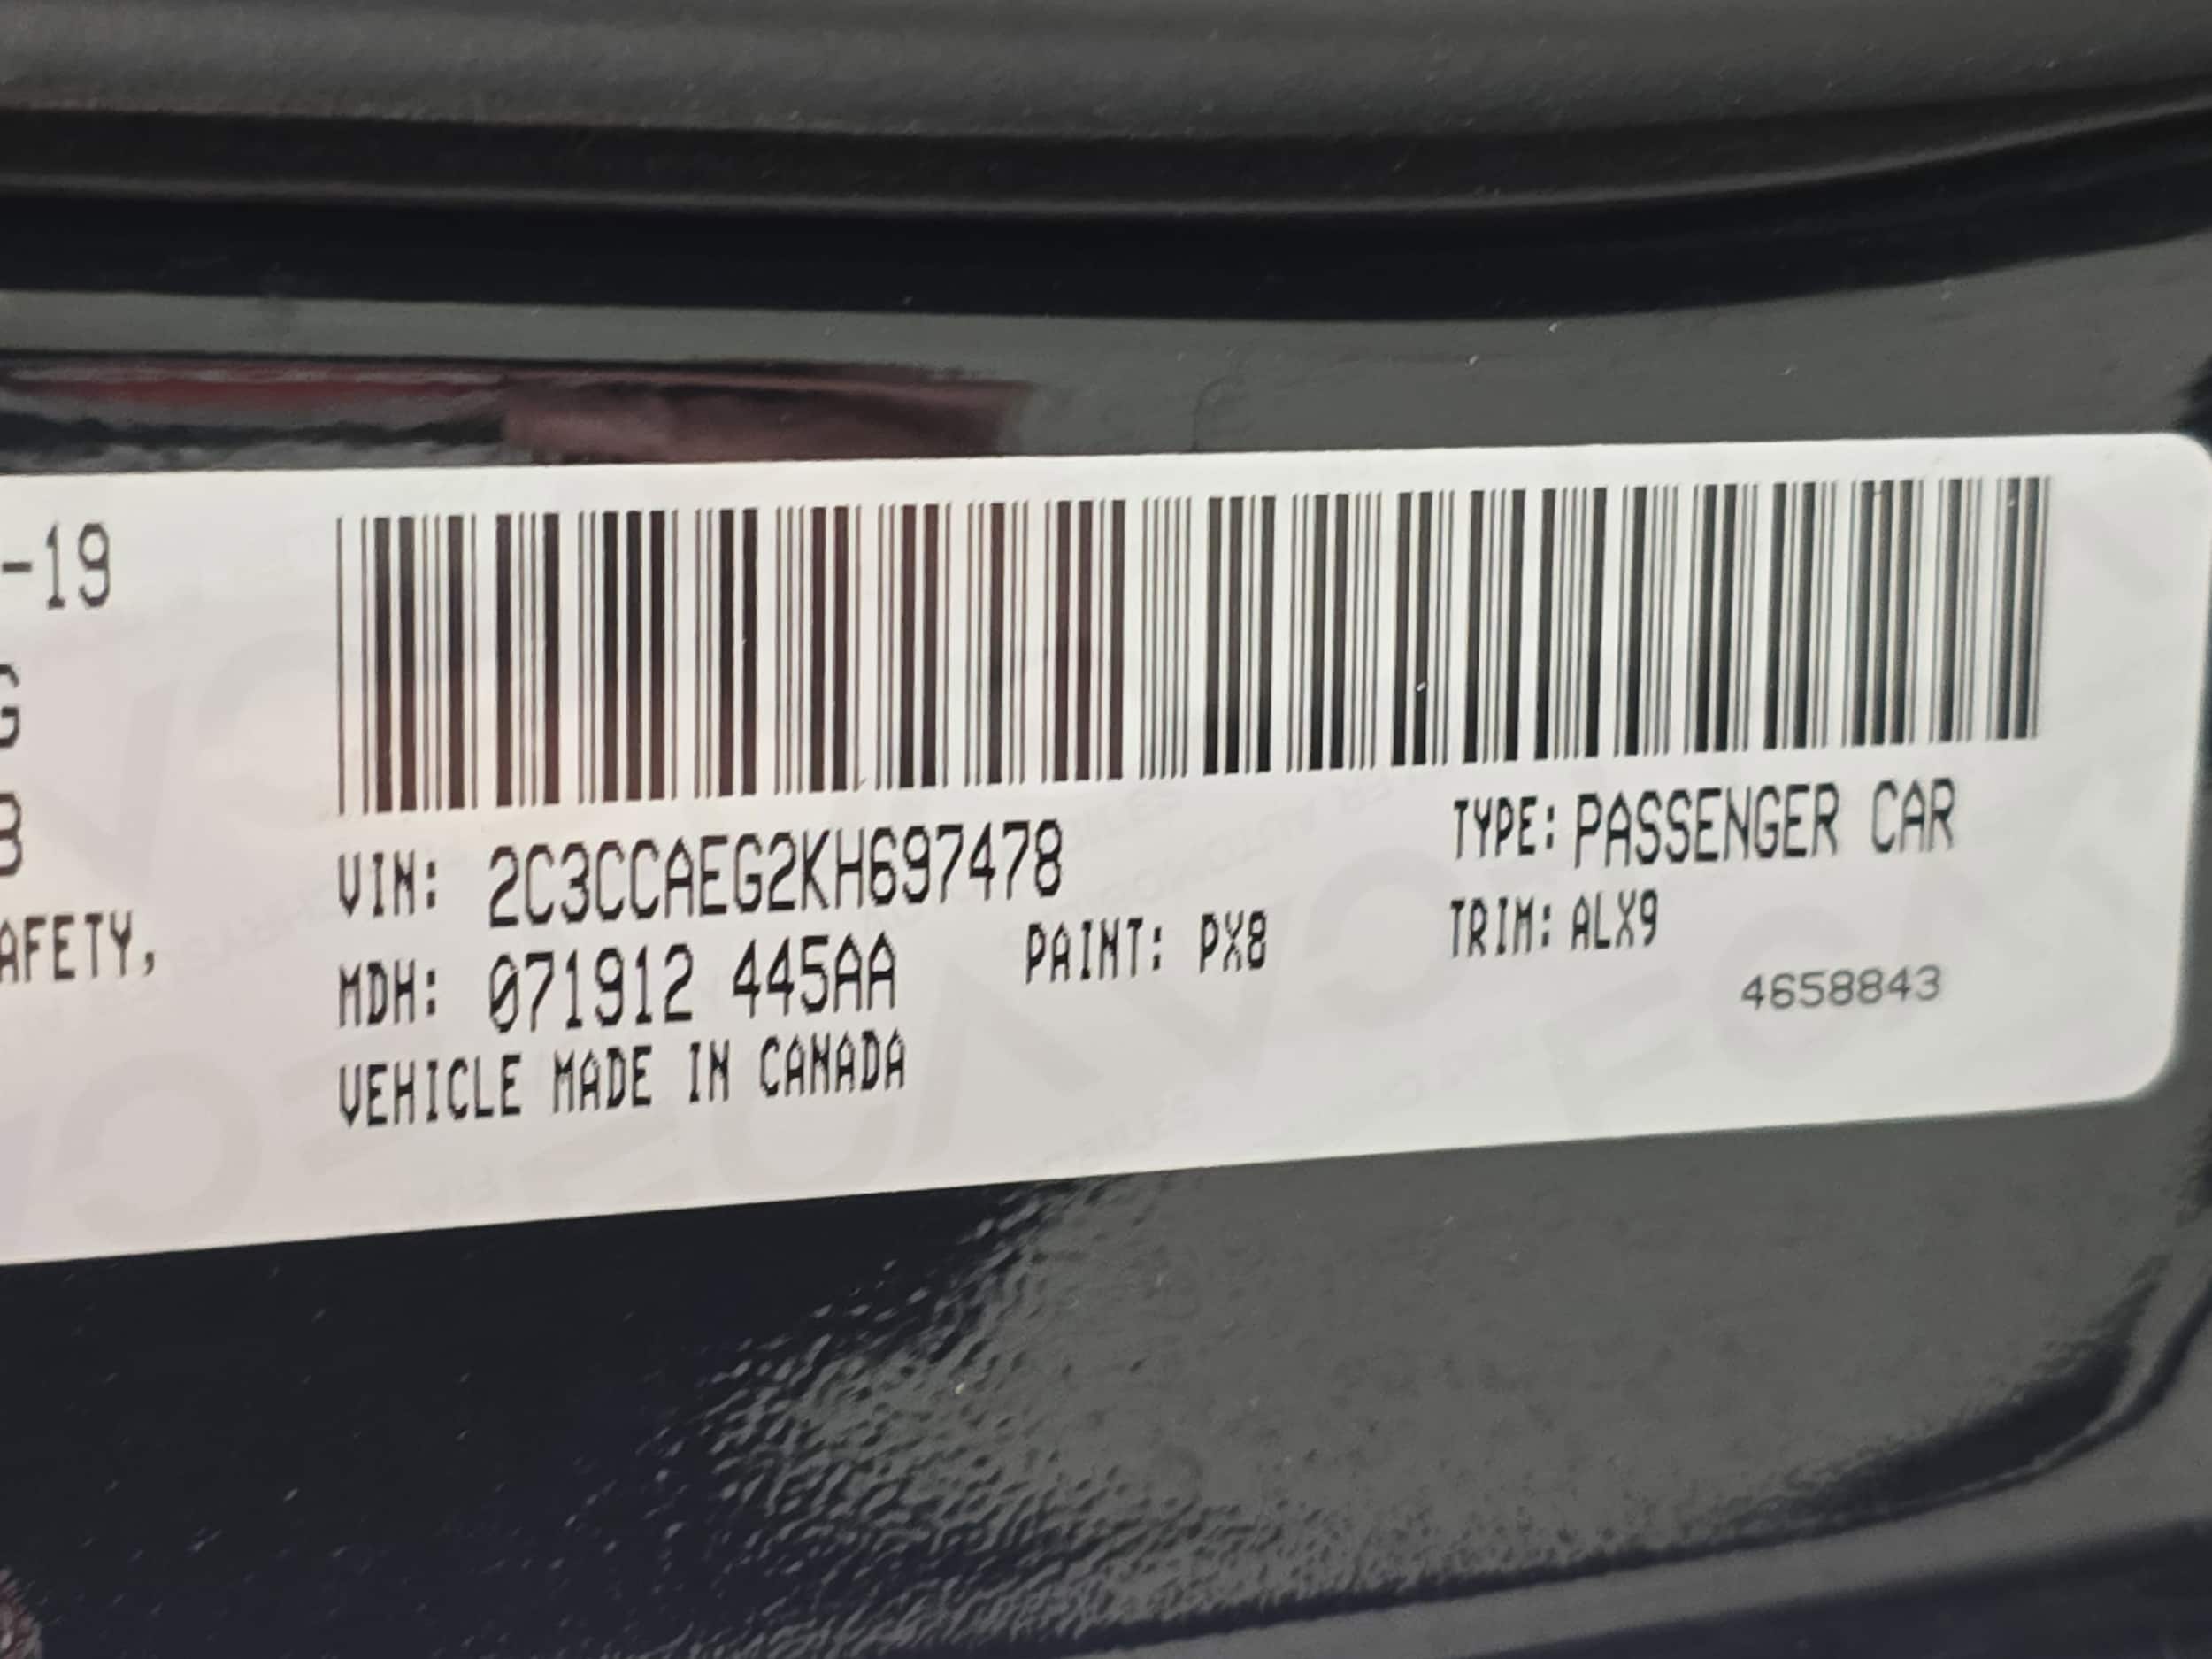 -19
G
AFETY,
VIN: 2C3CCAEG2KH697478
MDH: 071912 445AA
PAINT: PX8
VEHICLE MADE IN CANADA
TYPE: PASSENGER CAR
TRIM: ALX9
4658843